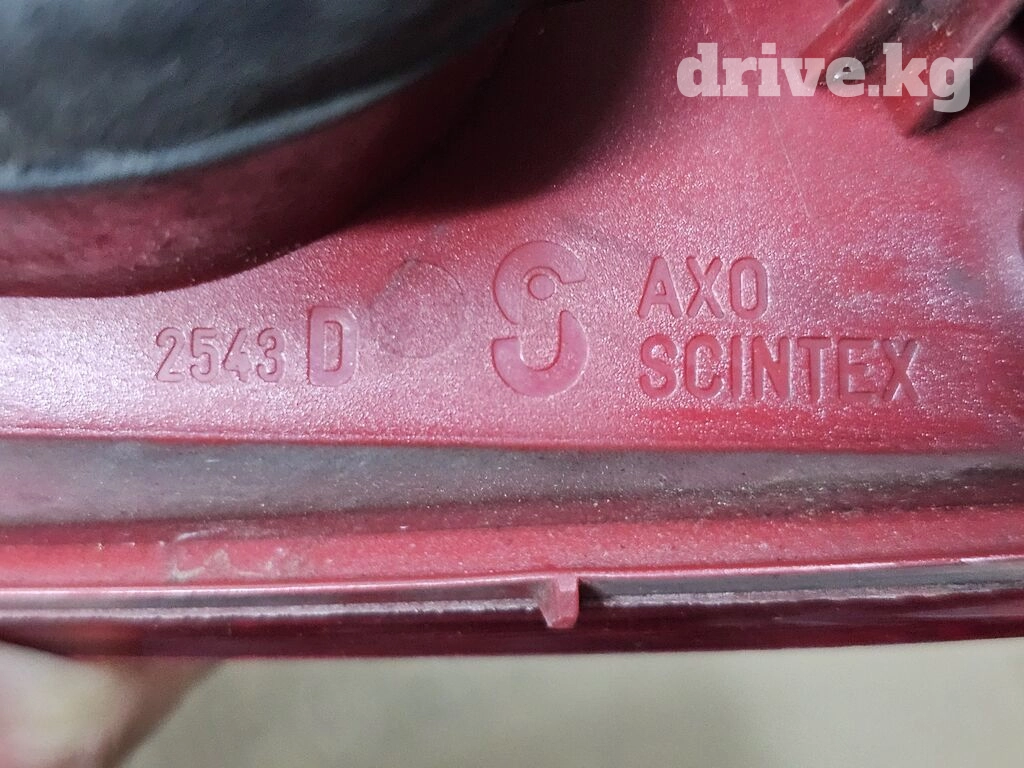 drive.kg
2543 D AXO
SCINTEX